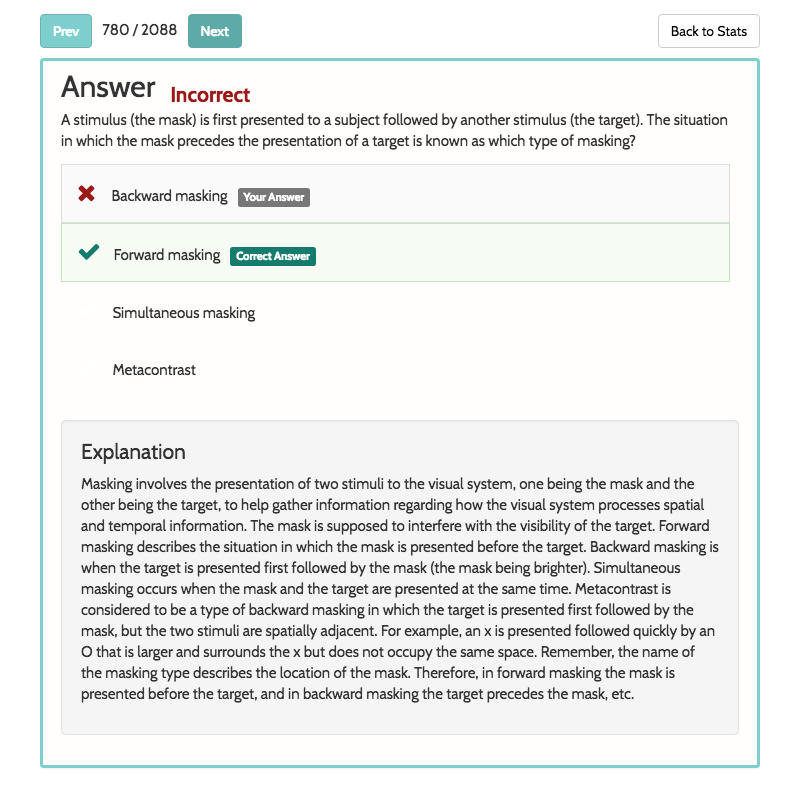 Prev 780 / 2088 Next Back to Stats
Answer Incorrect
A stimulus (the mask) is first presented to a subject followed by another stimulus (the target). The situation
in which the mask precedes the presentation of a target is known as which type of masking?
Backward masking Your Answer
Forward masking Correct Answer
Simultaneous masking
Metacontrast
Explanation
Masking involves the presentation of two stimuli to the visual system, one being the mask and the
other being the target, to help gather information regarding how the visual system processes spatial
and temporal information. The mask is supposed to interfere with the visibility of the target. Forward
masking describes the situation in which the mask is presented before the target. Backward masking is
when the target is presented first followed by the mask (the mask being brighter). Simultaneous
masking occurs when the mask and the target are presented at the same time. Metacontrast is
considered to be a type of backward masking in which the target is presented first followed by the
mask, but the two stimuli are spatially adjacent. For example, an x is presented followed quickly by an
O that is larger and surrounds the x but does not occupy the same space. Remember, the name of
the masking type describes the location of the mask. Therefore, in forward masking the mask is
presented before the target, and in backward masking the target precedes the mask, etc.